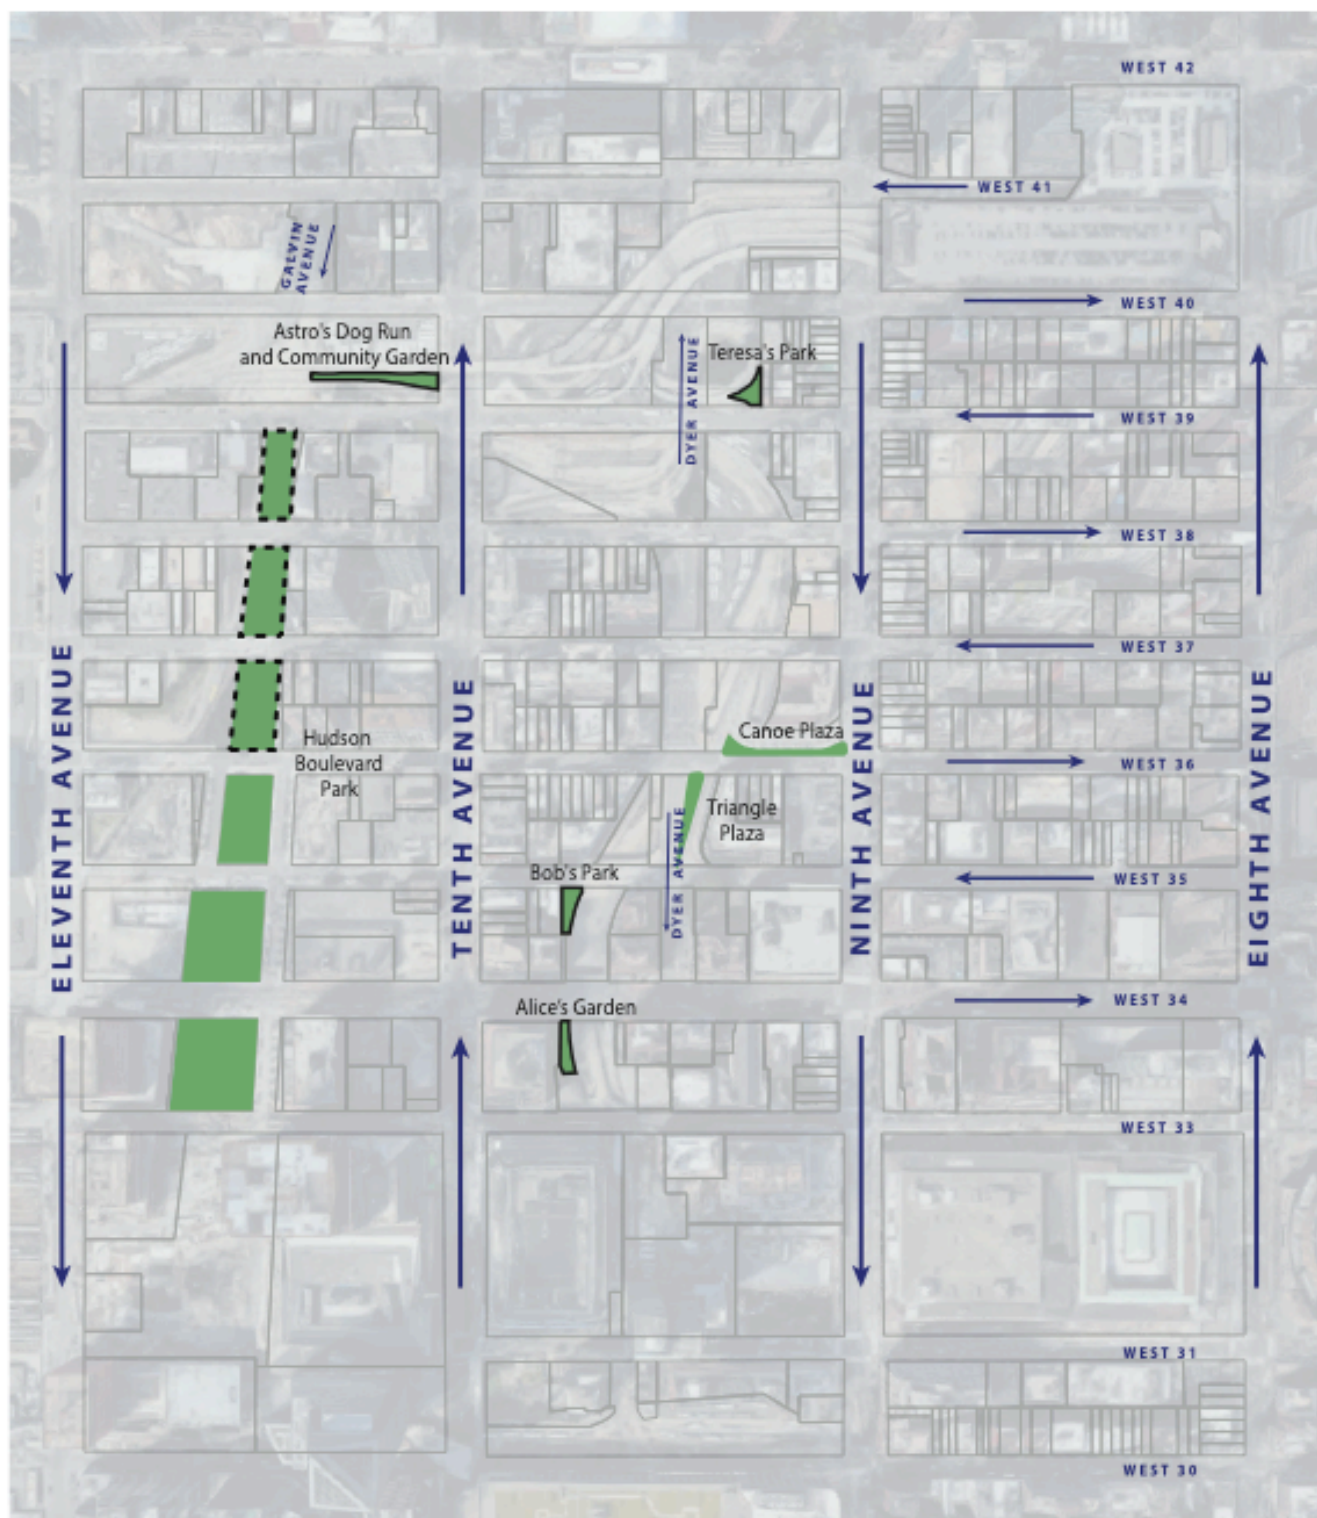 WEST 42
WEST 41
GALVIN
AVENUE
WEST 40
Astro's Dog Run
and Community Garden
Teresa's Park
DYER AVENUE
WEST 39
WEST 38
WEST 37
ELEVENTH AVENUE
TENTH AVENUE
NINTH AVENUE
EIGHTH AVENUE
Hudson
Boulevard
Park
Canoe Plaza
WEST 36
Triangle
Plaza
DYER AVENUE
Bob's Park
WEST 35
Alice's Garden
WEST 34
WEST 33
WEST 31
WEST 30